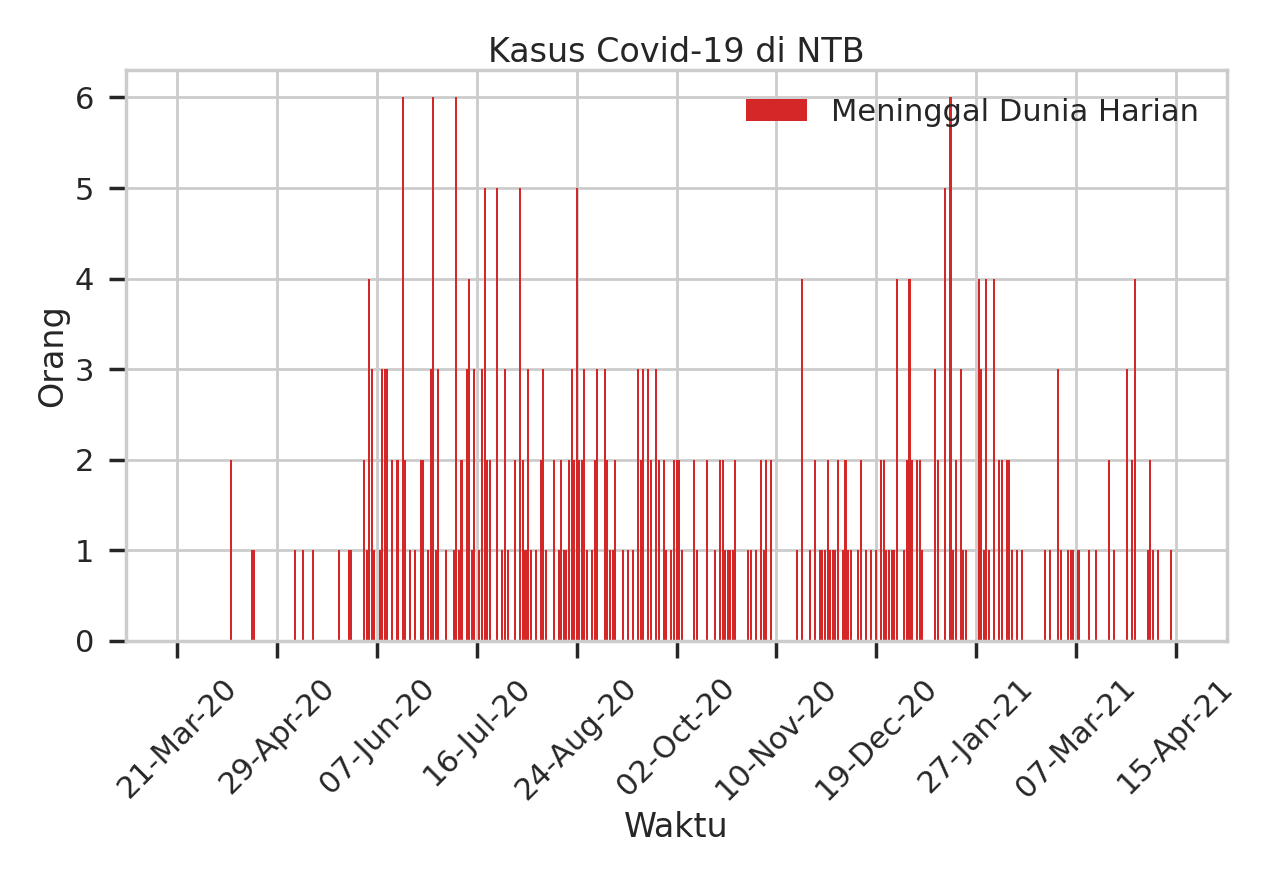 Kasus Covid-19 di NTB
Meninggal Dunia Harian
Orang
6
5
4
3
2
1
0
21-Mar-20
29-Apr-20
07-Jun-20
16-Jul-20
24-Aug-20
02-Oct-20
10-Nov-20
19-Dec-20
27-Jan-21
07-Mar-21
15-Apr-21
Waktu